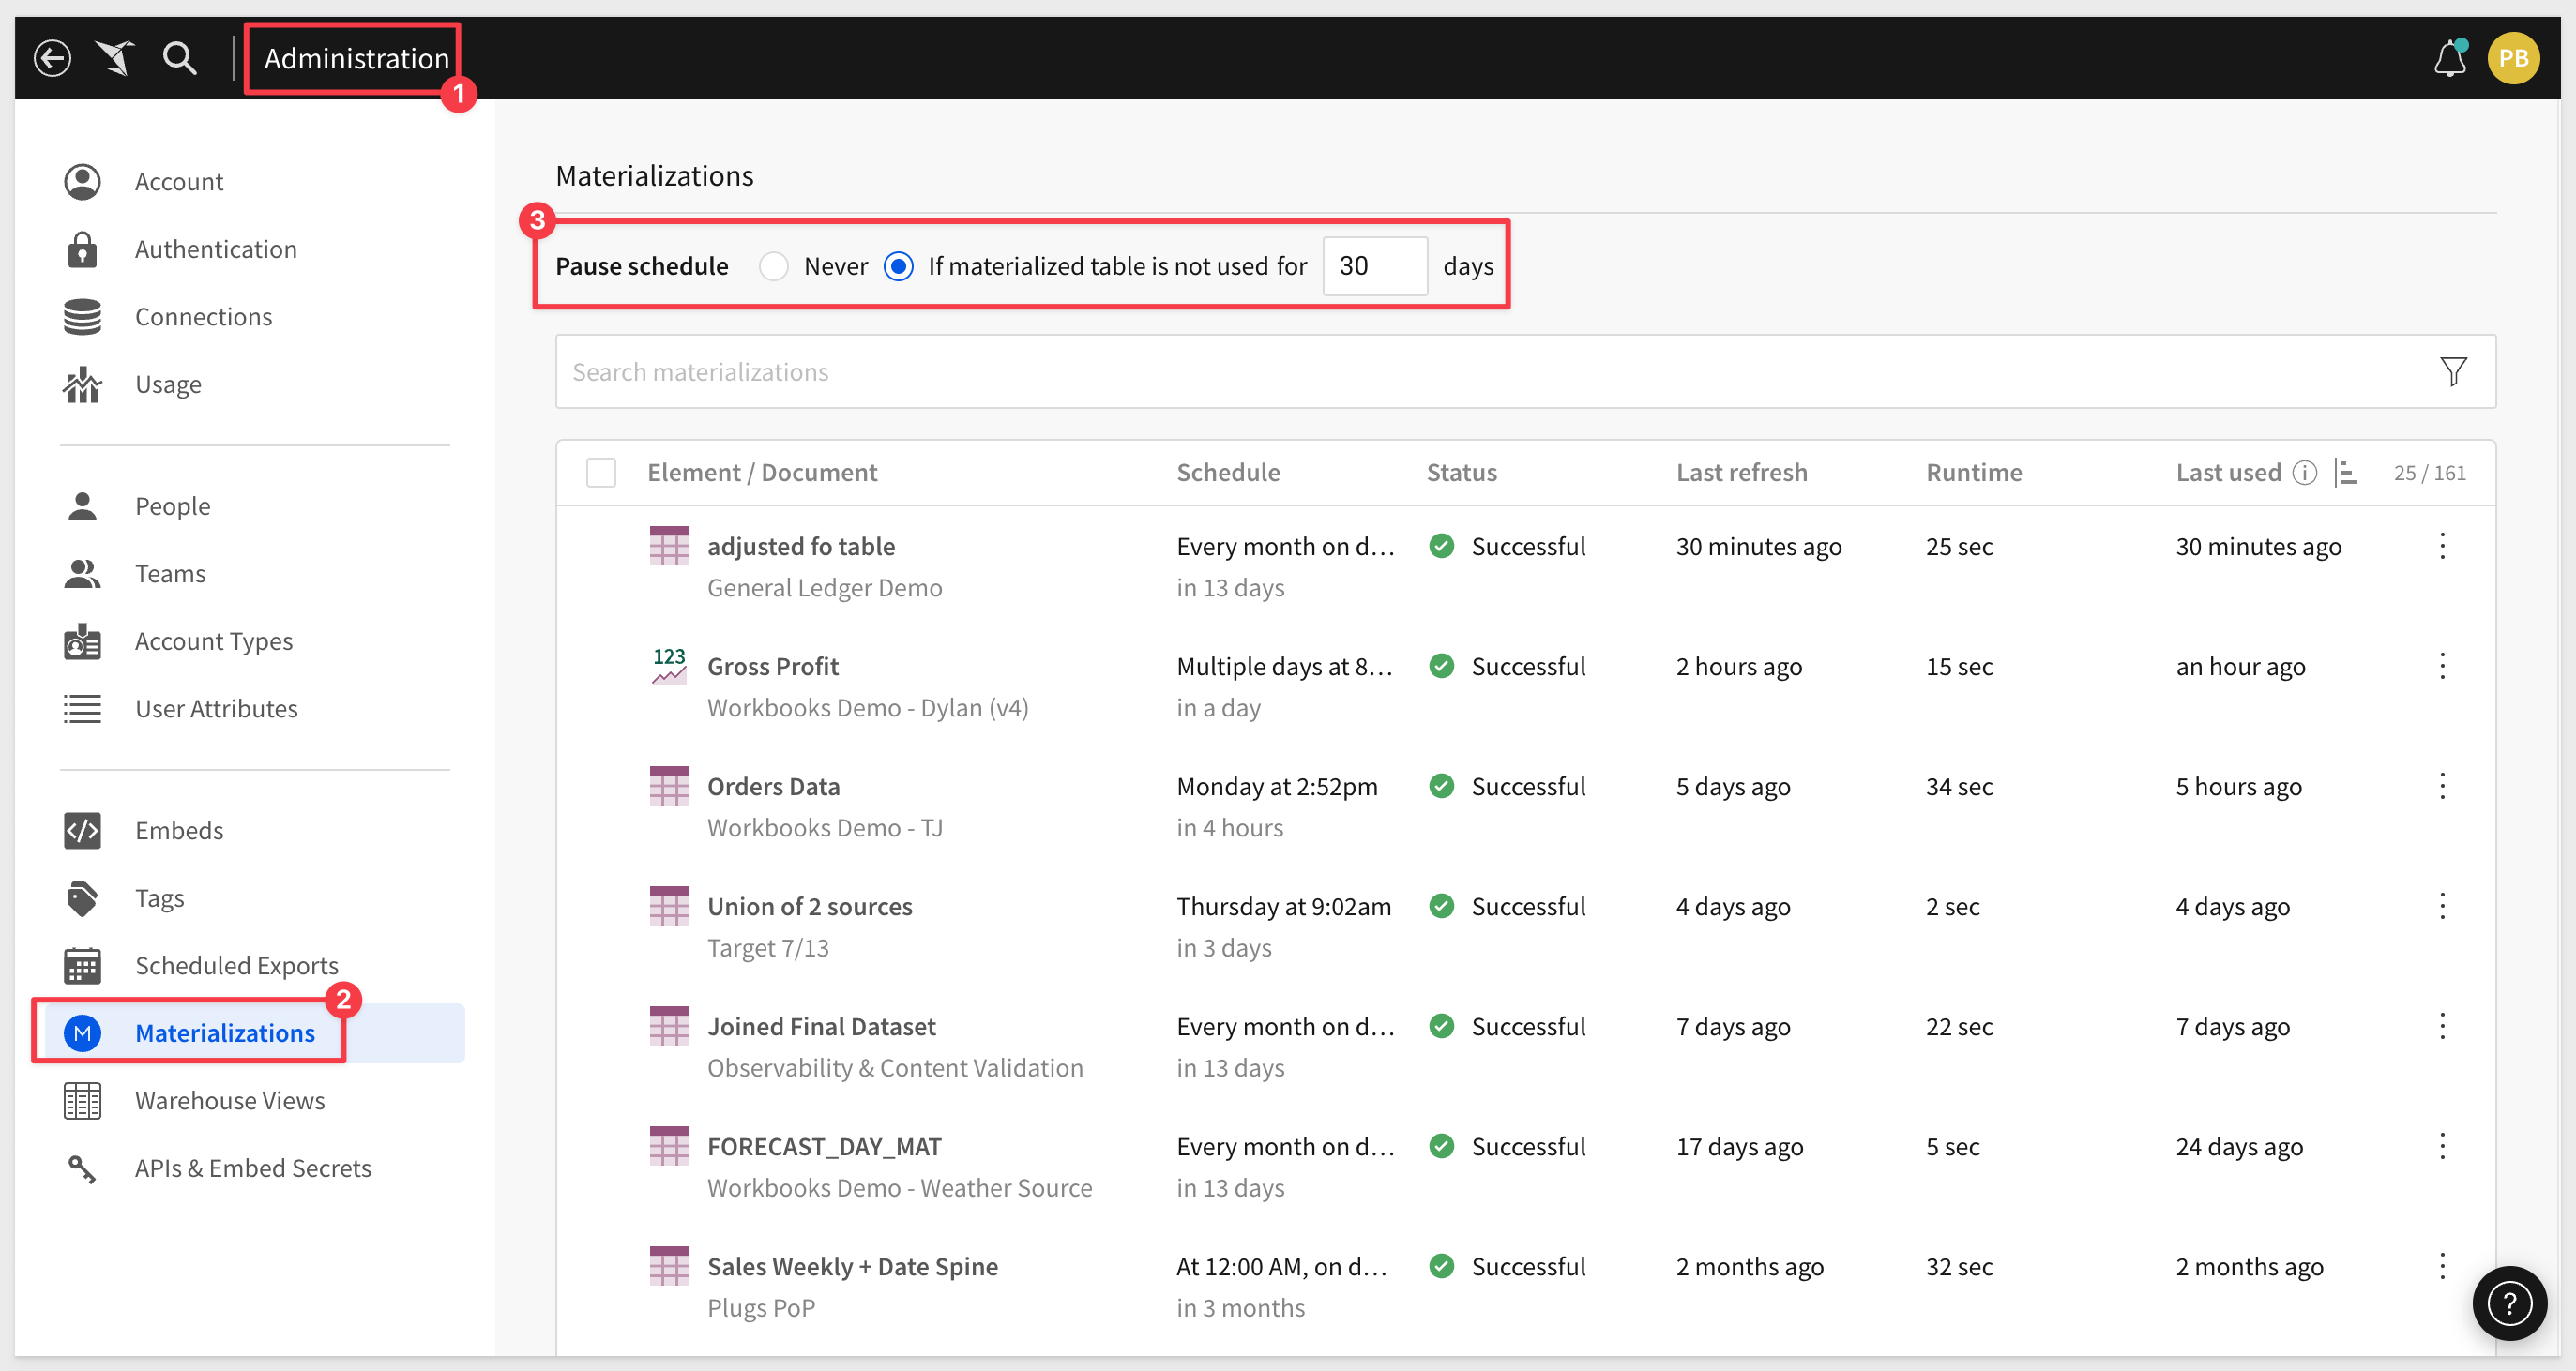 Administration
1
PB
Account
Authentication
Connections
Usage
People
Teams
Account Types
User Attributes
Embeds
Tags
Scheduled Exports
2
M Materializations
Warehouse Views
APIs & Embed Secrets
Materializations
3
Pause schedule Never If materialized table is not used for 30 days
Search materializations
Element / Document Schedule Status Last refresh Runtime Last used 25 / 161
adjusted fo table Every month on d... Successful 30 minutes ago 25 sec 30 minutes ago
General Ledger Demo in 13 days
123
Gross Profit Multiple days at 8... Successful 2 hours ago 15 sec an hour ago
Workbooks Demo - Dylan (v4) in a day
Orders Data Monday at 2:52pm Successful 5 days ago 34 sec 5 hours ago
Workbooks Demo - TJ in 4 hours
Union of 2 sources Thursday at 9:02am Successful 4 days ago 2 sec 4 days ago
Target 7/13 in 3 days
Joined Final Dataset Every month on d... Successful 7 days ago 22 sec 7 days ago
Observability & Content Validation in 13 days
FORECAST_DAY_MAT Every month on d... Successful 17 days ago 5 sec 24 days ago
Workbooks Demo - Weather Source in 13 days
Sales Weekly + Date Spine At 12:00 AM, on d... Successful 2 months ago 32 sec 2 months ago
Plugs PoP in 3 months
?